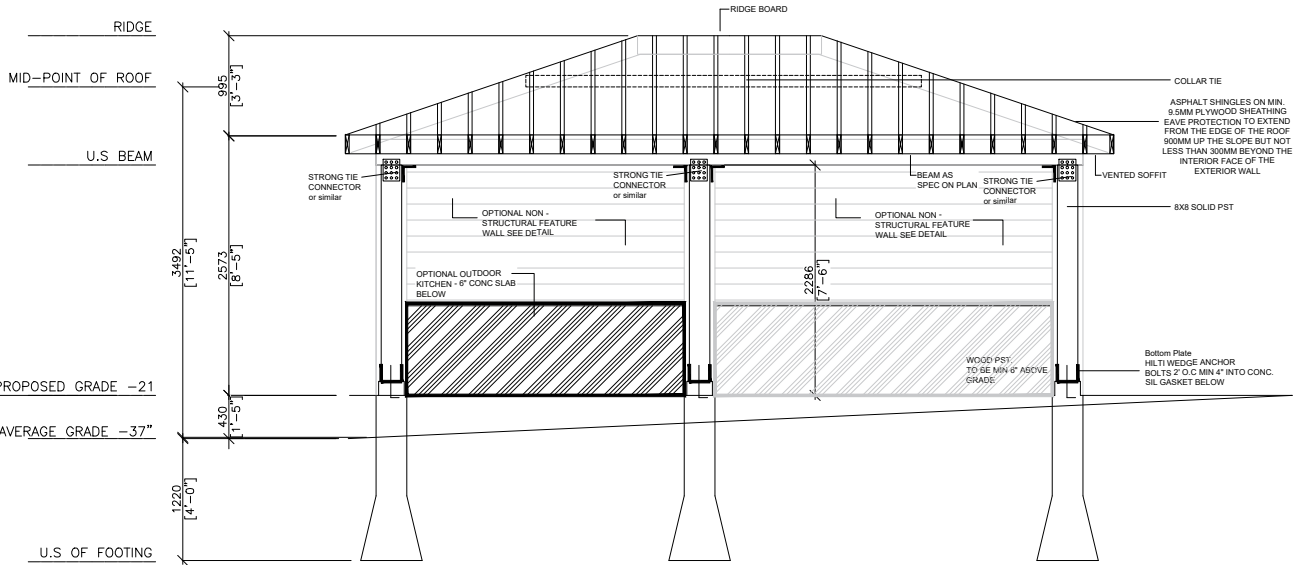 RIDGE BOARD
RIDGE
MID-POINT OF ROOF
995
[3'-3"]
COLLAR TIE
ASPHALT SHINGLES ON MIN.
9.5MM PLYWOOD SHEATHING
EAVE PROTECTION TO EXTEND
FROM THE EDGE OF THE ROOF
900MM UP THE SLOPE BUT NOT
LESS THAN 300MM BEYOND THE
INTERIOR FACE OF THE
EXTERIOR WALL
U.S BEAM
STRONG TIE
CONNECTOR
or similar
STRONG TIE
CONNECTOR
or similar
BEAM AS
SPEC ON PLAN
STRONG TIE
CONNECTOR
or similar
VENTED SOFFIT
8X8 SOLID PST
OPTIONAL NON -
STRUCTURAL FEATURE
WALL SEE DETAIL
OPTIONAL NON -
STRUCTURAL FEATURE
WALL SEE DETAIL
3492
[11'-5"]
2573
[8'-5"]
2286
[7'-6"]
OPTIONAL OUTDOOR
KITCHEN - 6" CONC SLAB
BELOW
WOOD PST.
TO BE MIN 6" ABOVE
GRADE
Bottom Plate
HILTI WEDGE ANCHOR
BOLTS 2' O.C MIN 4" INTO CONC.
SIL GASKET BELOW
PROPOSED GRADE -21
430
[1'-5"]
AVERAGE GRADE -37"
1220
[4'-0"]
U.S OF FOOTING